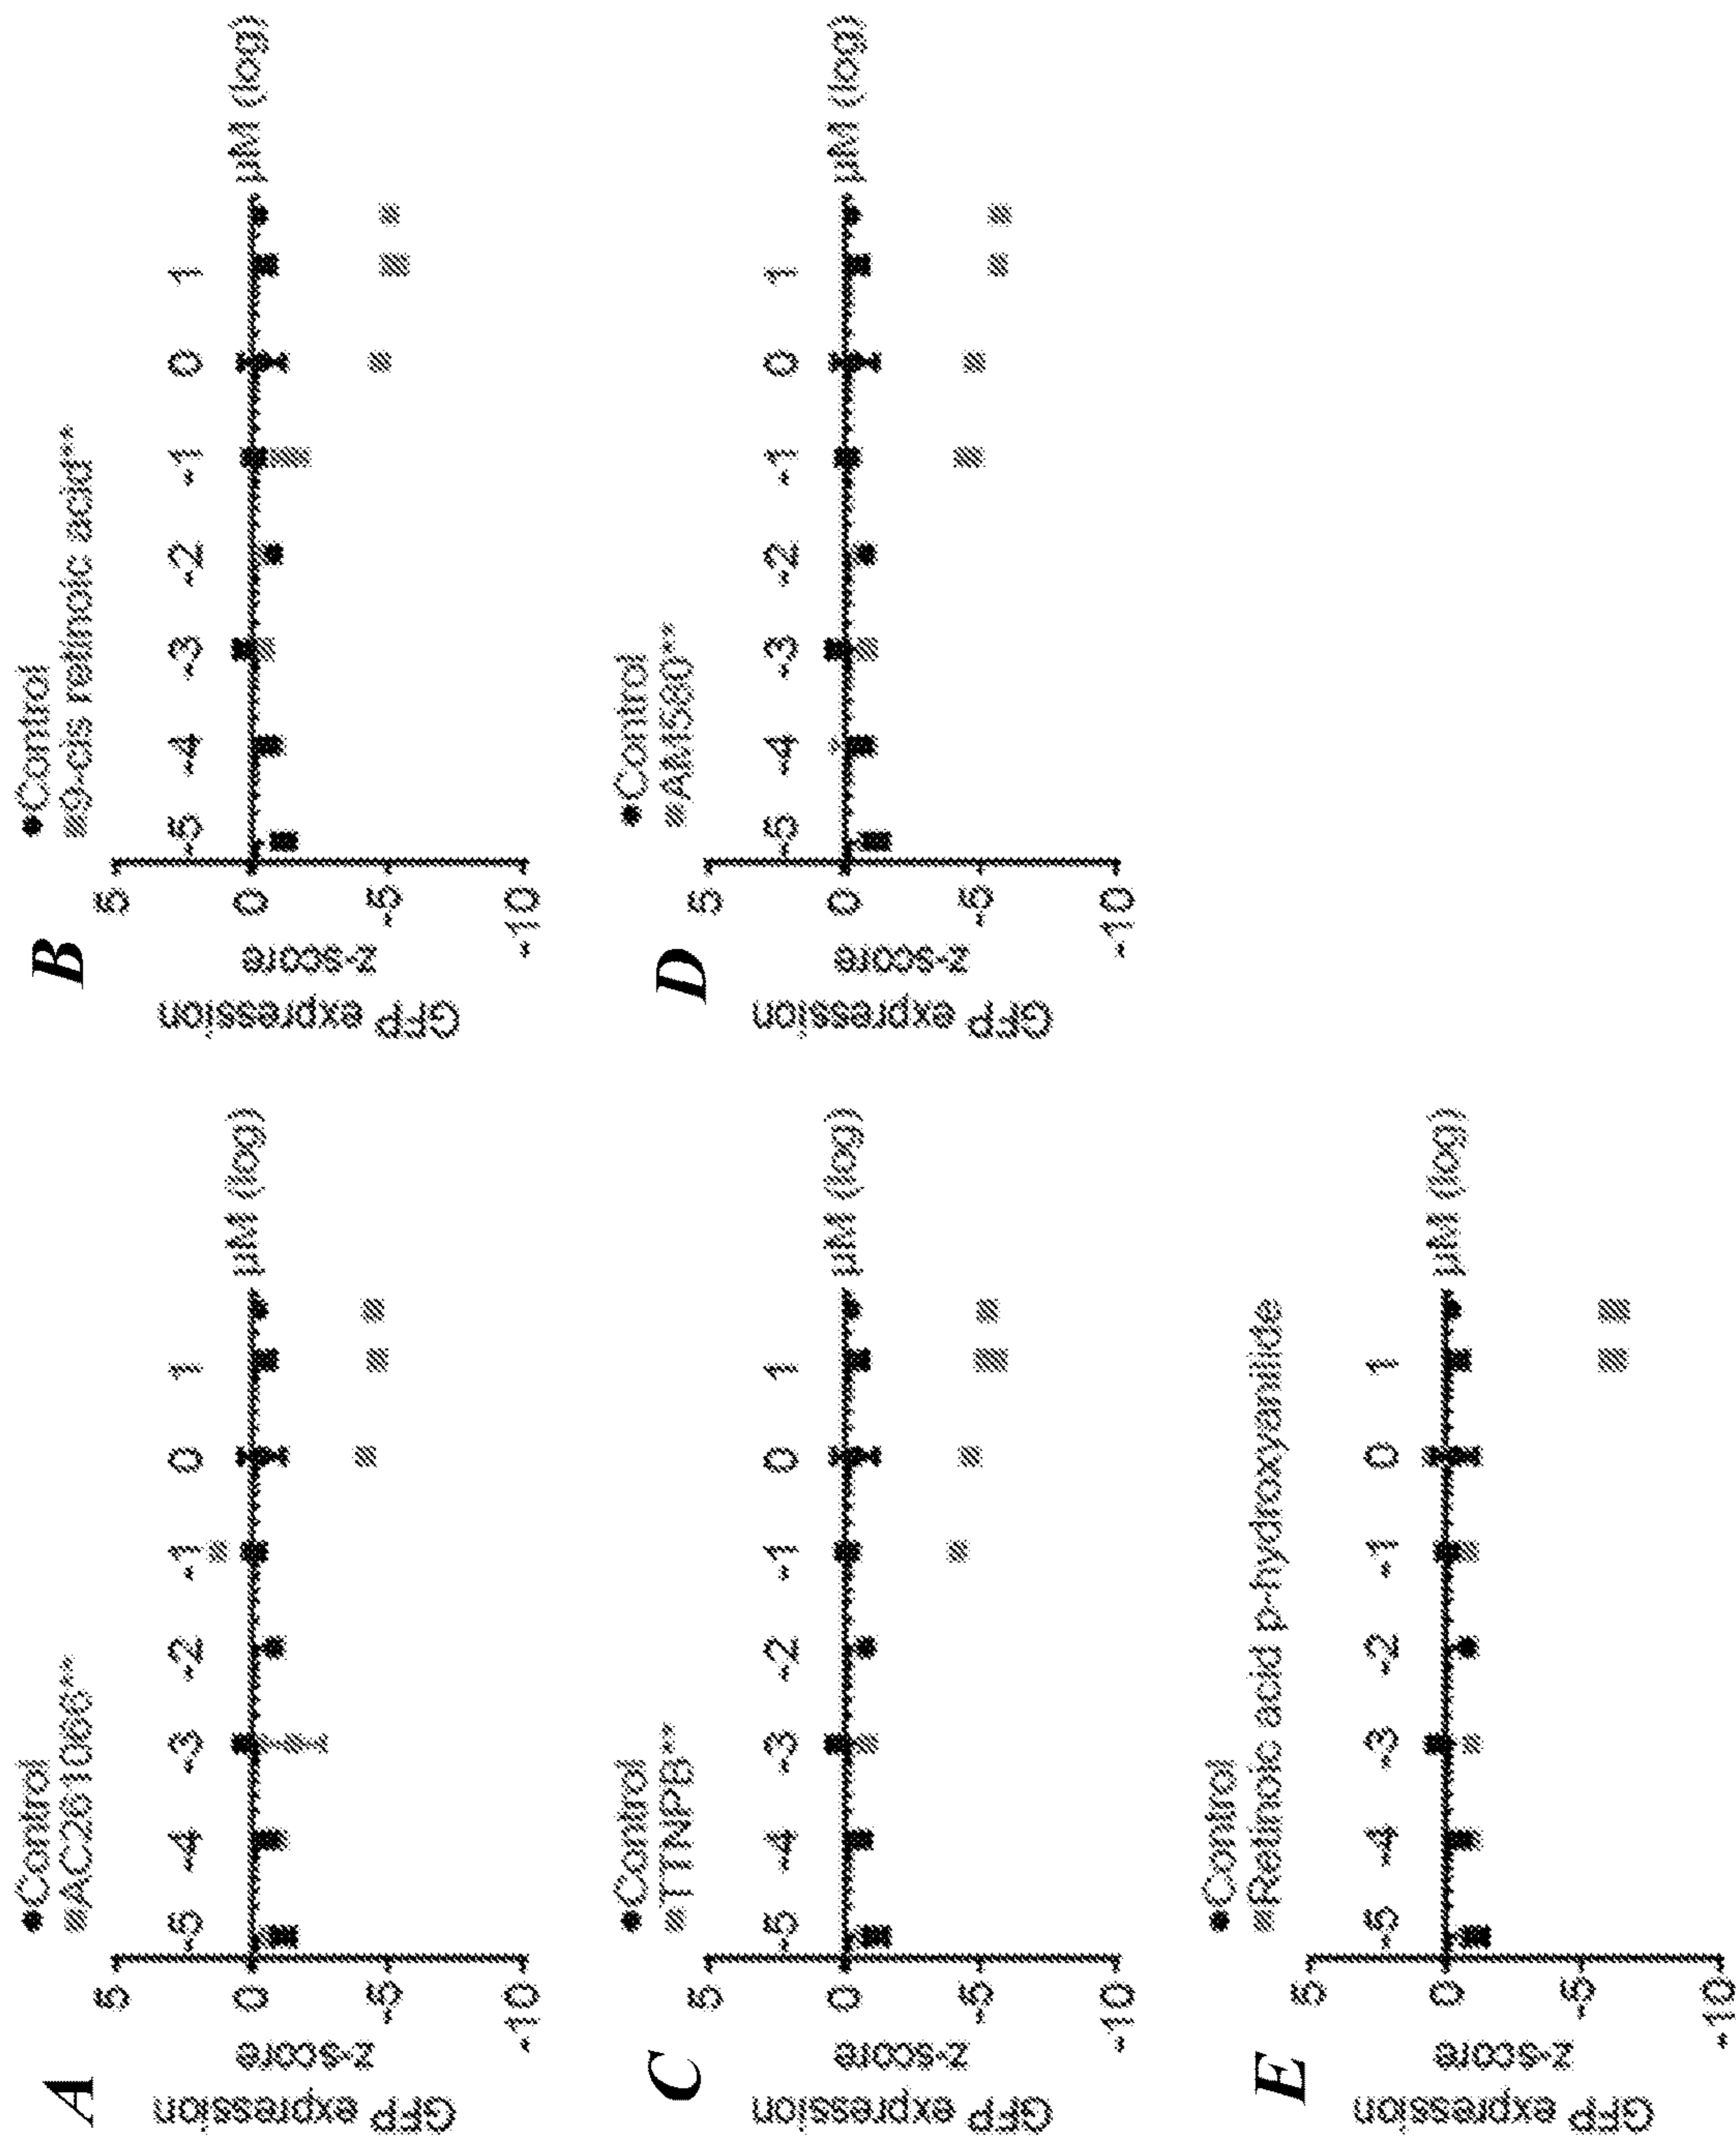 A
●Control
AC261066**
GFP expression
z-score
5
0
-5
-10
-5 -4 -3 -2 -1 0 1
µM (log)
B
●Control
9-cis retinoic acid**
GFP expression
z-score
5
0
-5
-10
-5 -4 -3 -2 -1 0 1
µM (log)
C
●Control
TTNPB**
GFP expression
z-score
5
0
-5
-10
-5 -4 -3 -2 -1 0 1
µM (log)
D
●Control
AM580**
GFP expression
z-score
5
0
-5
-10
-5 -4 -3 -2 -1 0 1
µM (log)
E
●Control
Retinoic acid p-hydroxyanilide
GFP expression
z-score
5
0
-5
-10
-5 -4 -3 -2 -1 0 1
µM (log)